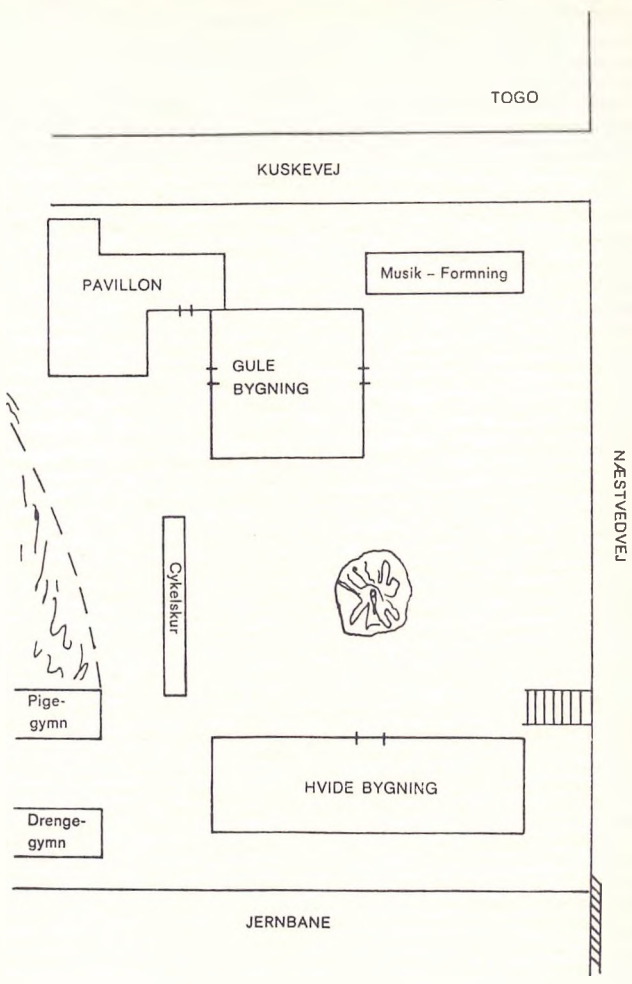 TOGO
KUSKEVEJ
PAVILLON
Musik – Formning
GULE
BYGNING
NÆSTVEDVEJ
Cykelskur
Pige-
gymn
HVIDE BYGNING
Drenge-
gymn
JERNBANE